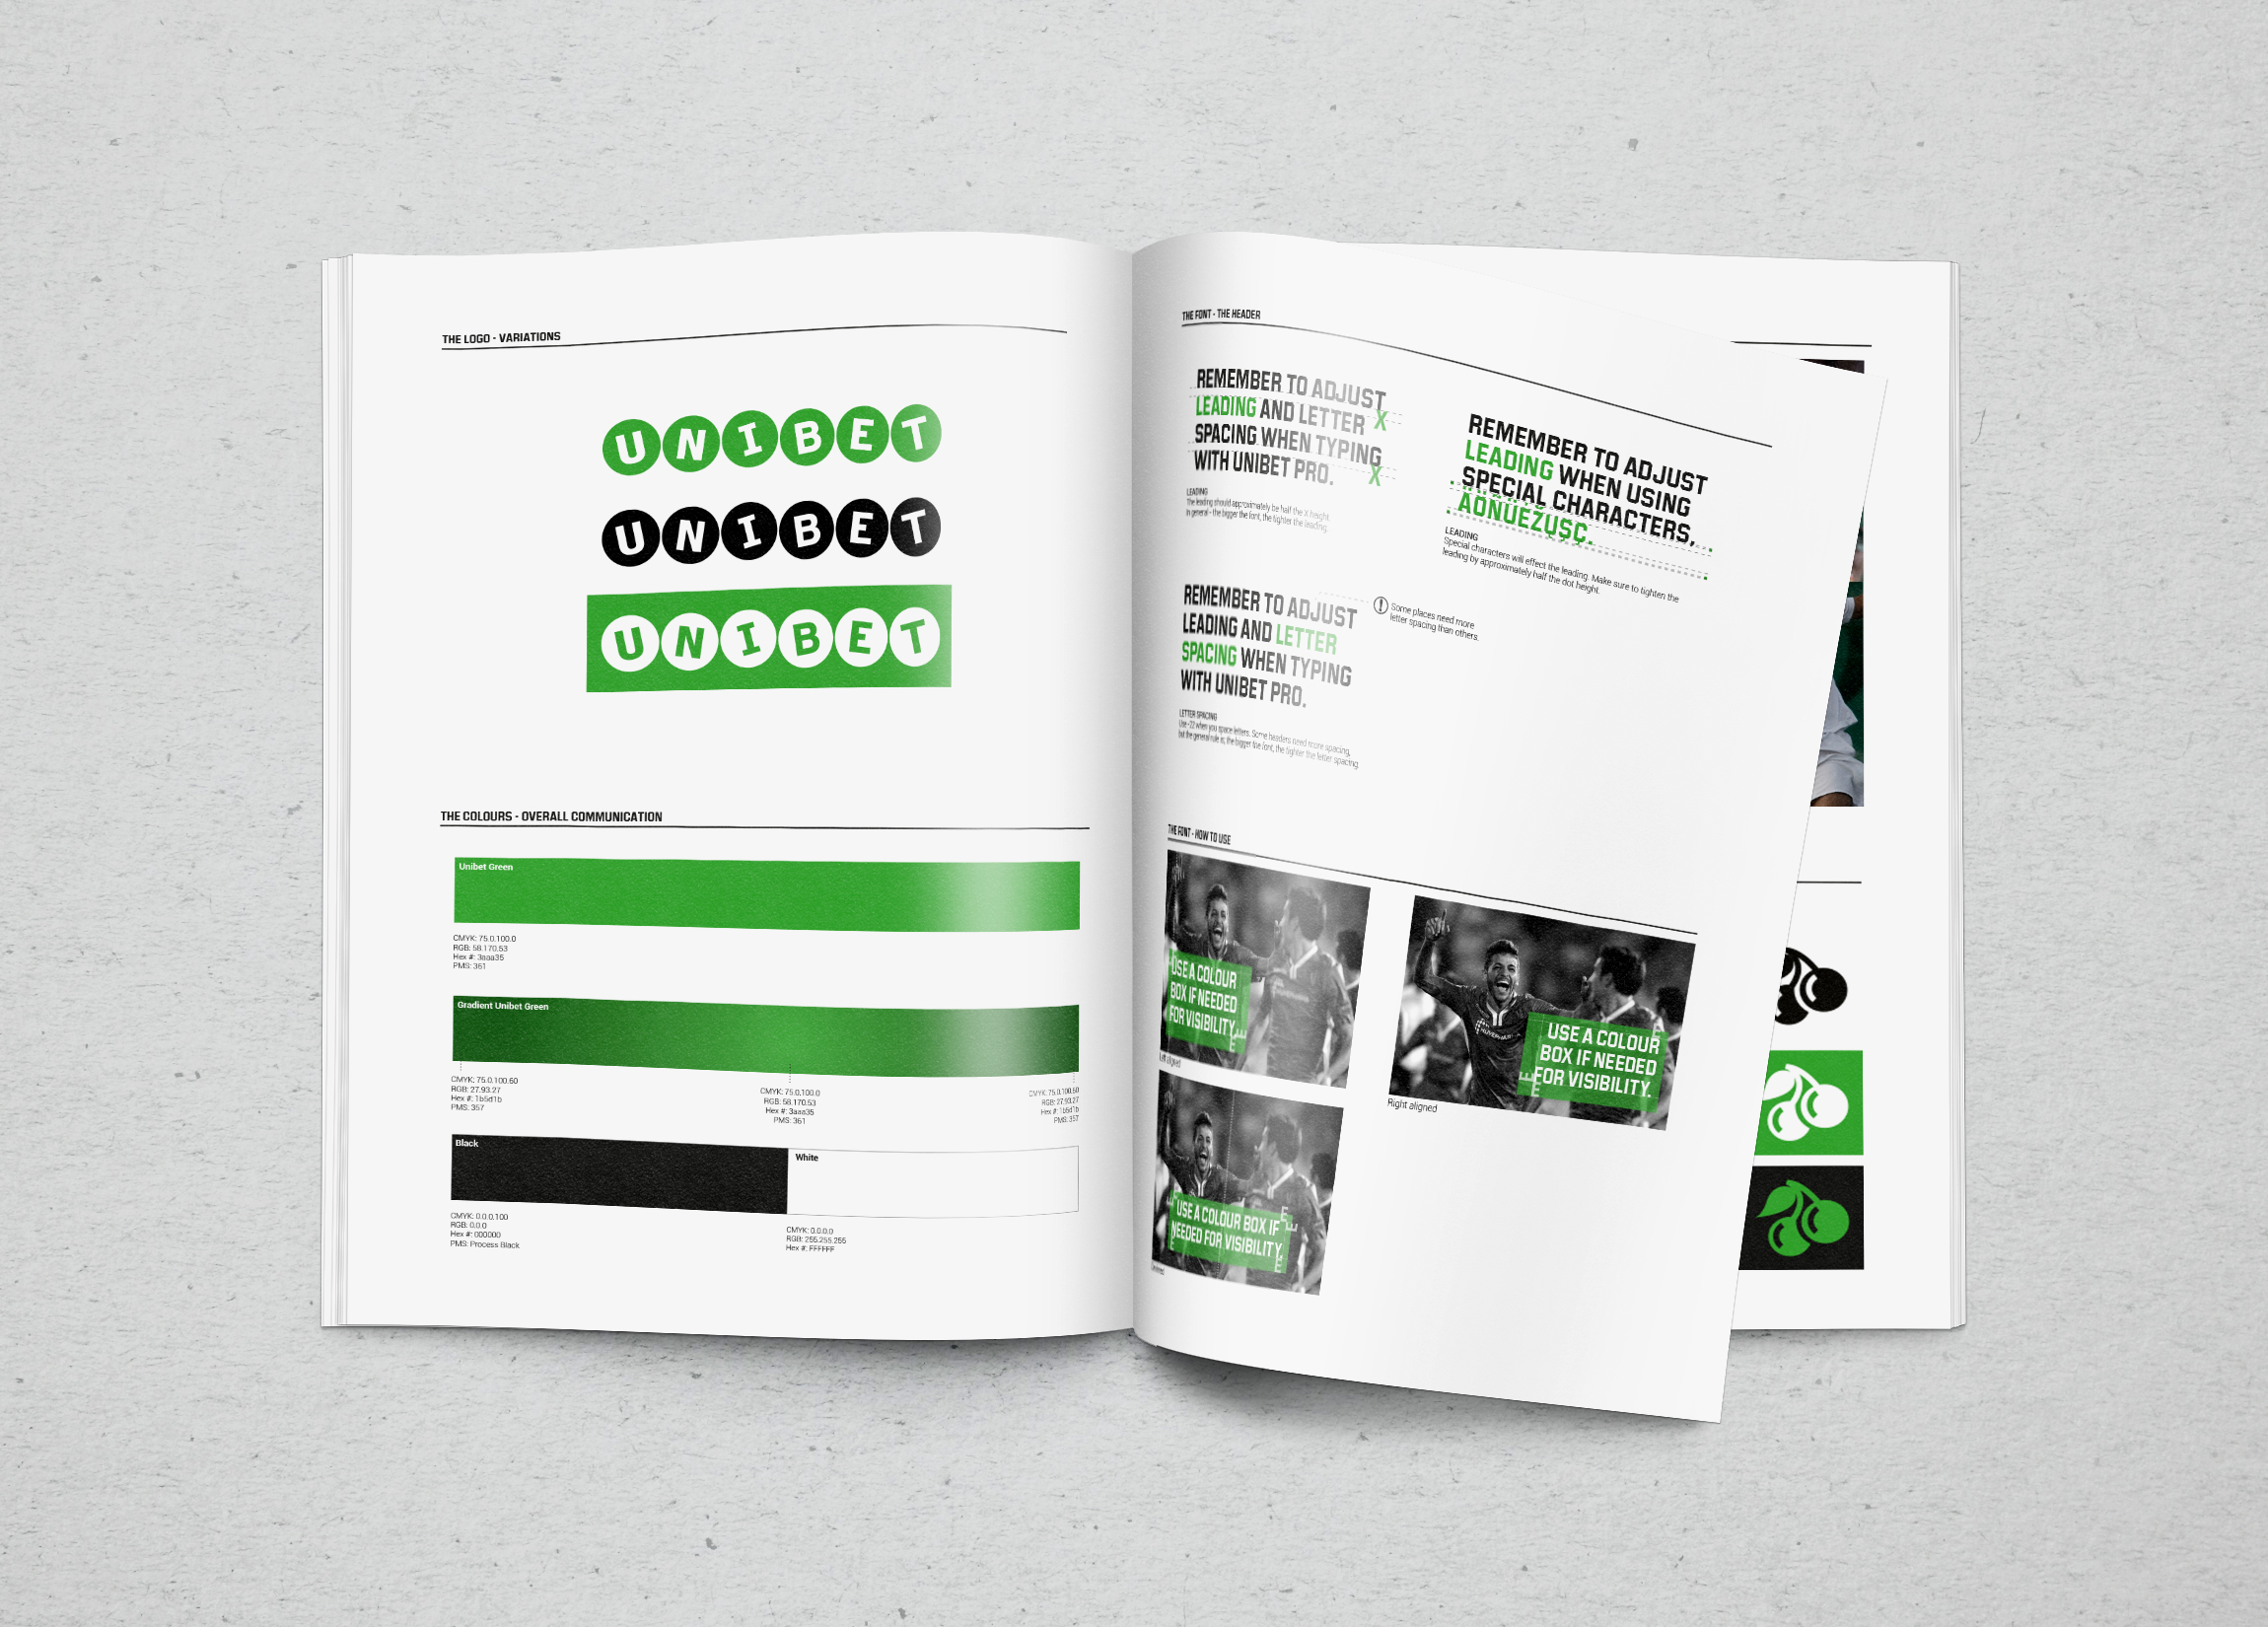 THE LOGO - VARIATIONS
UNIBET
UNIBET
UNIBET
THE COLOURS - OVERALL COMMUNICATION
Unibet Green
CMYK: 75.0.100.0
RGB: 58.170.53
Hex #: 3aaa35
PMS: 361
Gradient Unibet Green
CMYK: 75.0.100.60
RGB: 27.93.27
Hex #: 1b5d1b
PMS: 357
CMYK: 75.0.100.0
RGB: 58.170.53
Hex #: 3aaa35
PMS: 361
CMYK: 75.0.100.60
RGB: 27.93.27
Hex #: 1b5d1b
PMS: 357
Black
White
CMYK: 0.0.0.100
RGB: 0.0.0
Hex #: 000000
PMS: Process Black
CMYK: 0.0.0.0
RGB: 255.255.255
Hex #: FFFFFF
THE FONT - THE HEADER
REMEMBER TO ADJUST
LEADING AND LETTER X
SPACING WHEN TYPING
WITH UNIBET PRO. X
LEADING
The leading should approximately be half the X height.
In general - the bigger the font, the tighter the leading.
REMEMBER TO ADJUST
LEADING WHEN USING
SPECIAL CHARACTERS,
ÄÖÑÜËŽŲŞÇ.
LEADING
Special characters will effect the leading. Make sure to tighten the
leading by approximately half the dot height.
REMEMBER TO ADJUST
LEADING AND LETTER
SPACING WHEN TYPING
WITH UNIBET PRO.
! Some places need more
letter spacing than others.
LETTER SPACING
Use -22 when you space letters. Some headers need more spacing,
but the general rule is; the bigger the font, the tighter the letter spacing.
THE FONT - HOW TO USE
USE A COLOUR
BOX IF NEEDED
FOR VISIBILITY.
Left aligned
USE A COLOUR
BOX IF NEEDED
FOR VISIBILITY.
Right aligned
USE A COLOUR BOX IF
NEEDED FOR VISIBILITY.